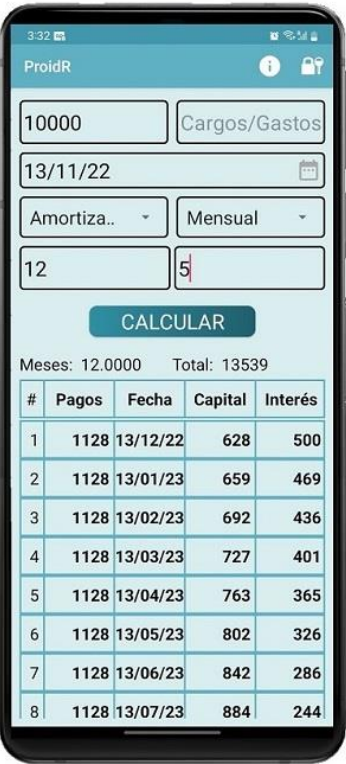 3:32
ProidR
10000 Cargos/Gastos
13/11/22
Amortiza.. Mensual
12 5
CALCULAR
Meses: 12.0000 Total: 13539
# Pagos Fecha Capital Interés
1 1128 13/12/22 628 500
2 1128 13/01/23 659 469
3 1128 13/02/23 692 436
4 1128 13/03/23 727 401
5 1128 13/04/23 763 365
6 1128 13/05/23 802 326
7 1128 13/06/23 842 286
8 1128 13/07/23 884 244